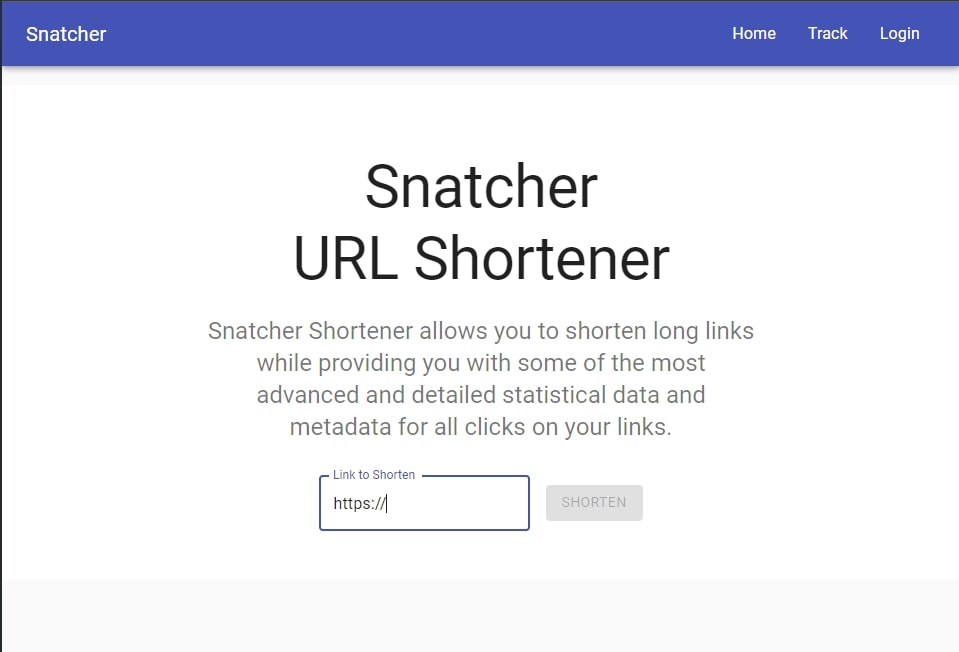 Snatcher
Home Track Login
Snatcher
URL Shortener
Snatcher Shortener allows you to shorten long links
while providing you with some of the most
advanced and detailed statistical data and
metadata for all clicks on your links.
Link to Shorten
https://
SHORTEN